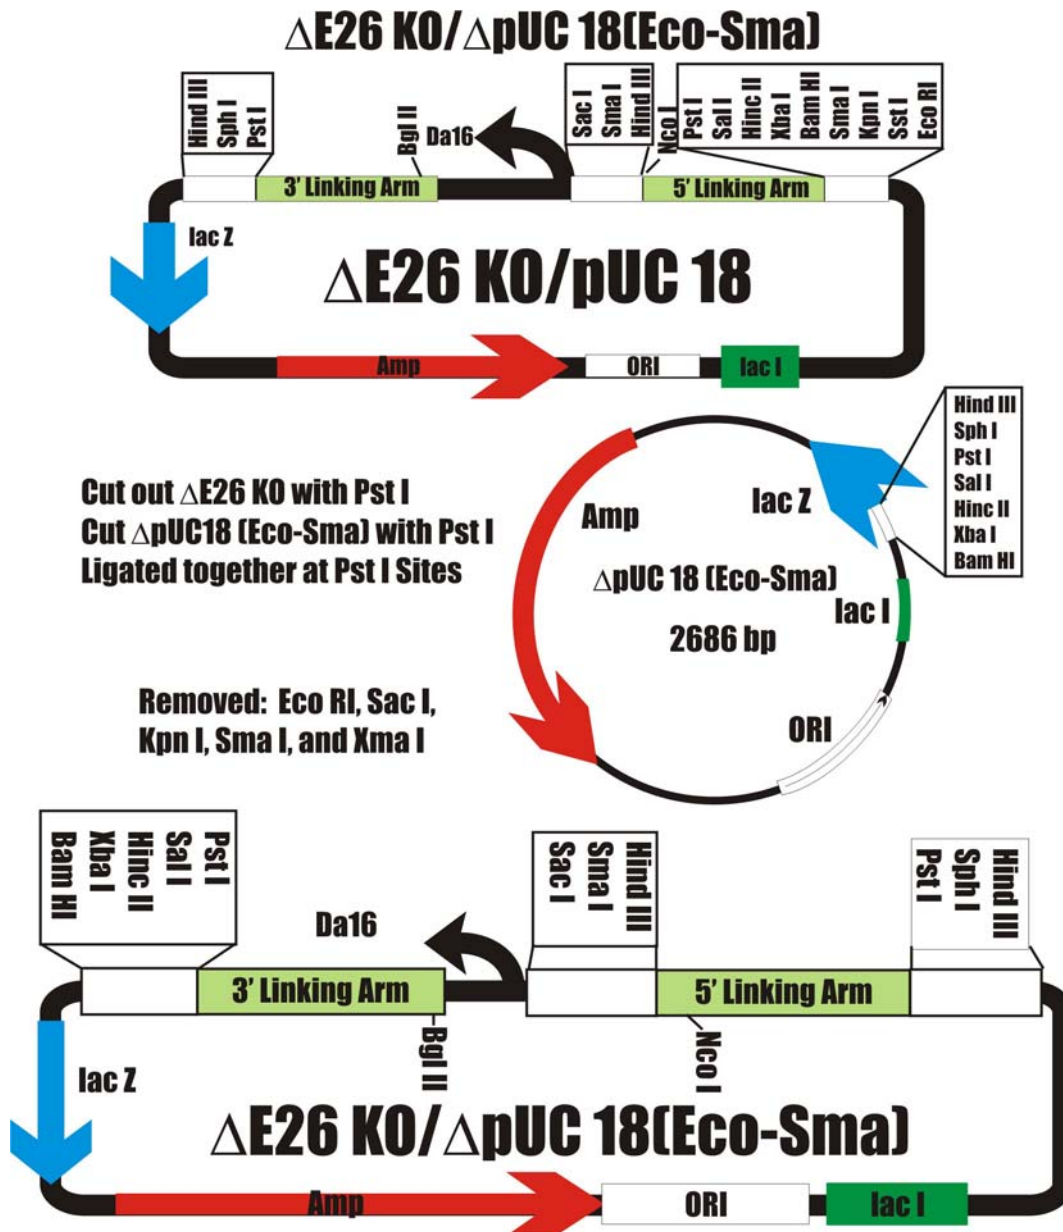 ΔE26 KO/ΔpUC 18(Eco-Sma)
Hind III
Sph I
Pst I
Bgl II
Da16
Sac I
Sma I
Hind III
Nco I
Pst I
Sal I
Hinc II
Xba I
Bam HI
Sma I
Kpn I
Sst I
Eco RI
3' Linking Arm
5' Linking Arm
lac Z
ΔE26 KO/pUC 18
Amp
ORI
lac I
Cut out ΔE26 KO with Pst I
Cut ΔpUC18 (Eco-Sma) with Pst I
Ligated together at Pst I Sites
Removed: Eco RI, Sac I,
Kpn I, Sma I, and Xma I
Amp
lac Z
Hind III
Sph I
Pst I
Sal I
Hinc II
Xba I
Bam HI
ΔpUC 18 (Eco-Sma)
2686 bp
lac I
ORI
Pst I
Sal I
Hinc II
Xba I
Bam HI
Da16
Hind III
Sma I
Sac I
Hind III
Sph I
Pst I
3' Linking Arm
5' Linking Arm
Bgl II
Nco I
lac Z
ΔE26 KO/ΔpUC 18(Eco-Sma)
Amp
ORI
lac I